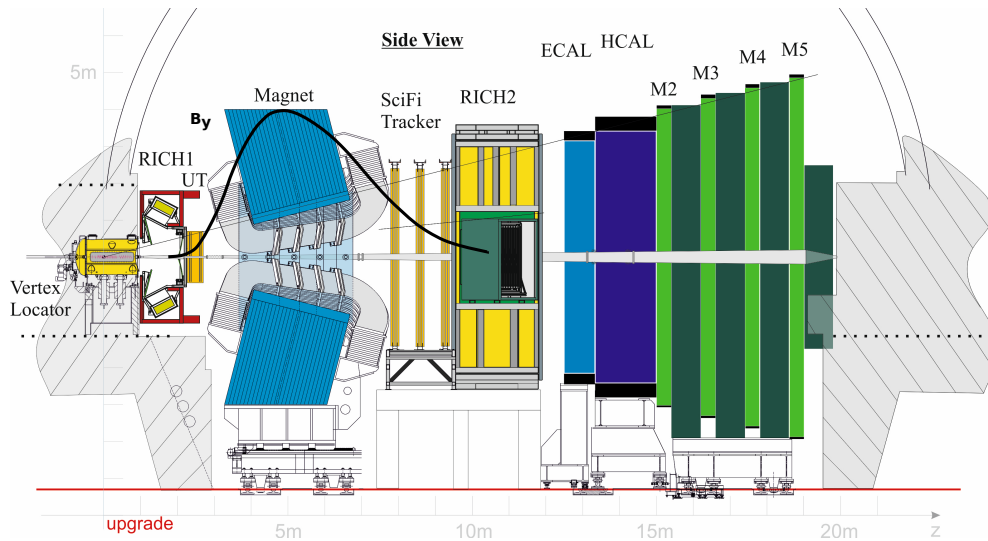 Side View
ECAL
HCAL
M2
M3
M4
M5
5m
Magnet
By
SciFi
Tracker
RICH2
RICH1
UT
Vertex
Locator
upgrade
5m
10m
15m
20m
z